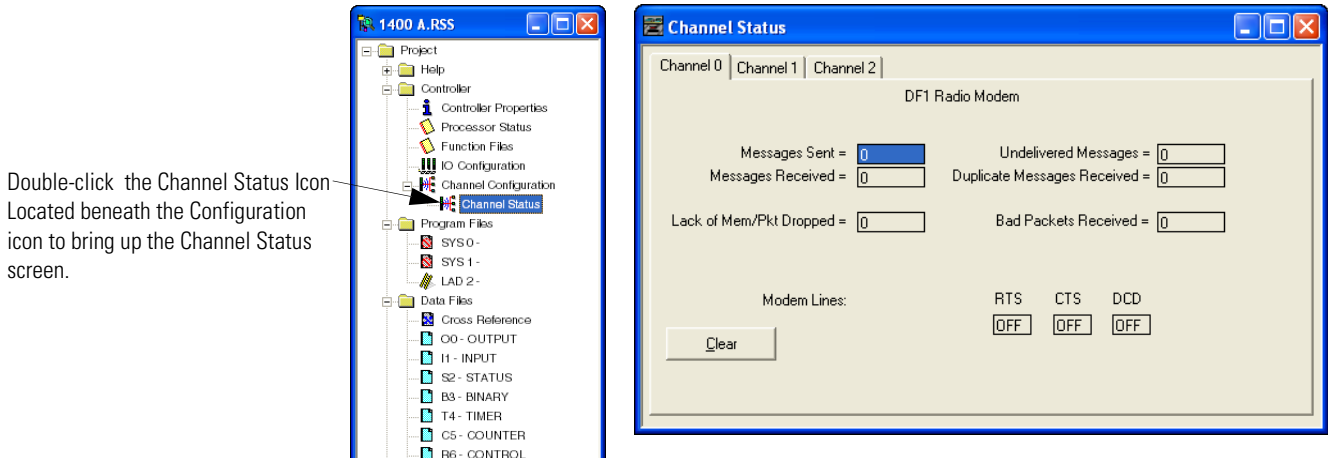 Double-click the Channel Status Icon
Located beneath the Configuration
icon to bring up the Channel Status
screen.
1400 A.RSS
Project
Help
Controller
Controller Properties
Processor Status
Function Files
IO Configuration
Channel Configuration
Channel Status
Program Files
SYS 0 -
SYS 1 -
LAD 2 -
Data Files
Cross Reference
O0 - OUTPUT
I1 - INPUT
S2 - STATUS
B3 - BINARY
T4 - TIMER
C5 - COUNTER
R6 - CONTROL
Channel Status
Channel 0 Channel 1 Channel 2
DF1 Radio Modem
Messages Sent = 0 Undelivered Messages = 0
Messages Received = 0 Duplicate Messages Received = 0
Lack of Mem/Pkt Dropped = 0 Bad Packets Received = 0
Modem Lines: RTS CTS DCD
OFF OFF OFF
Clear